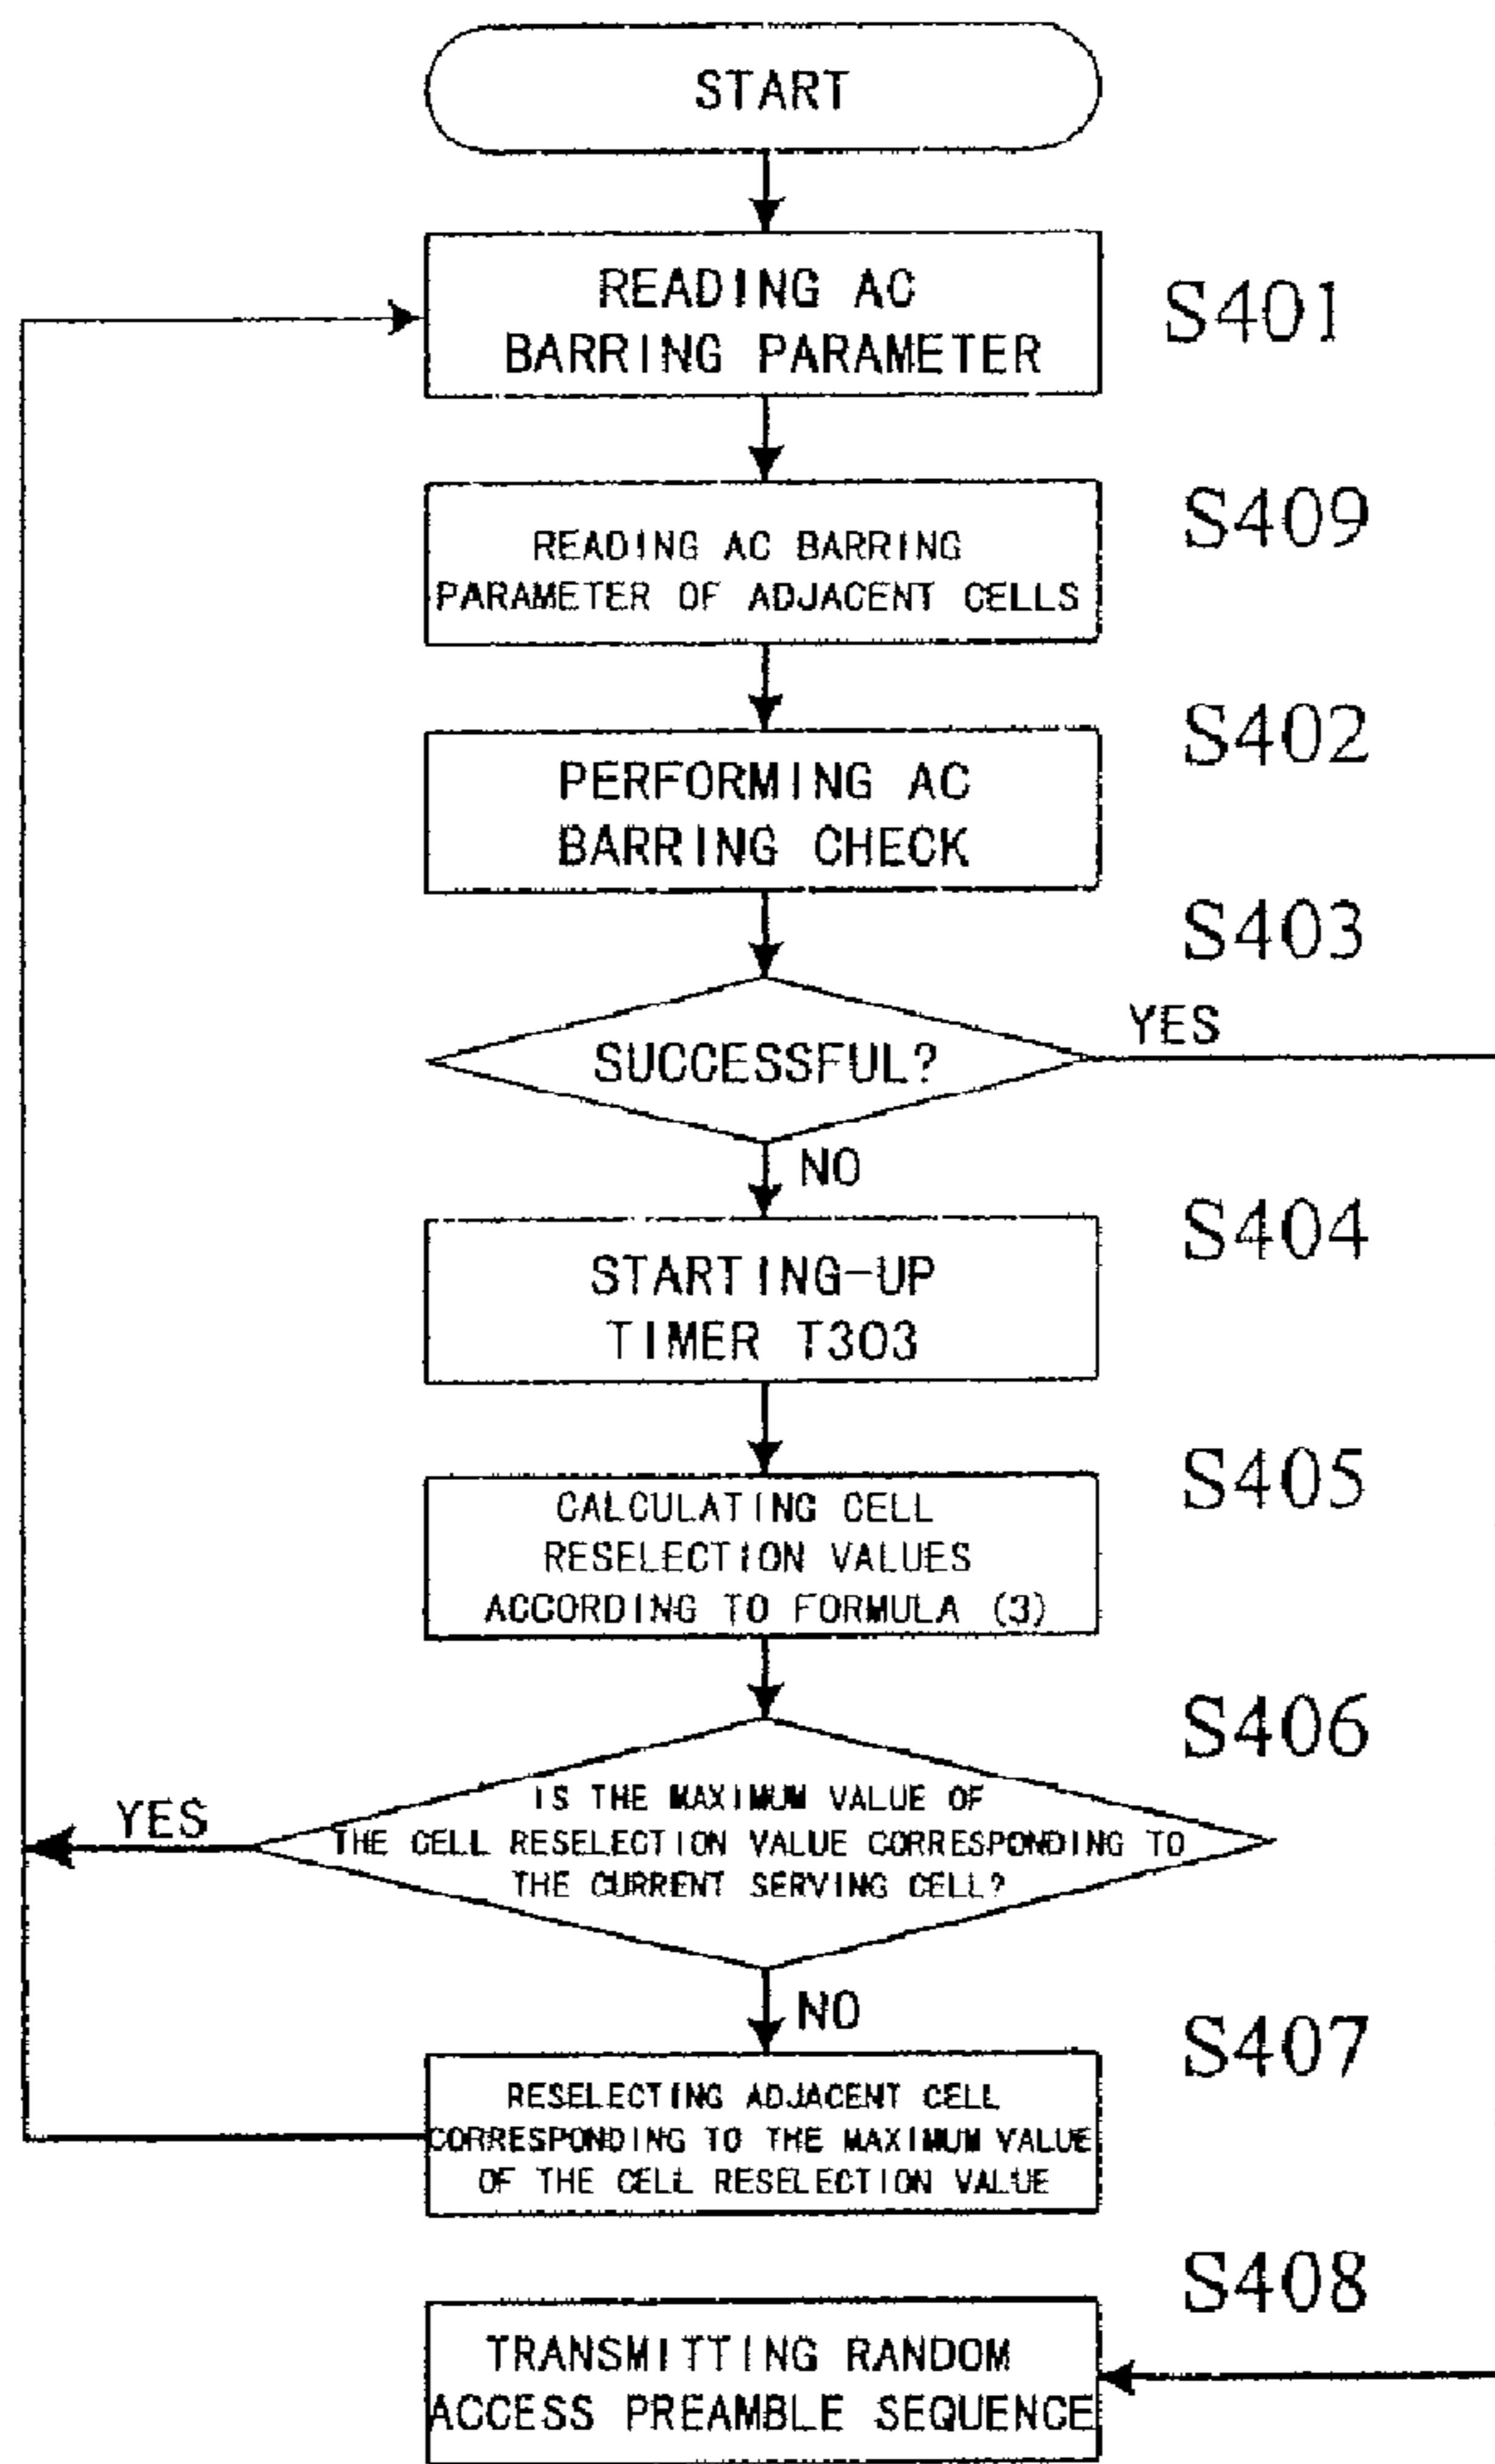 START
READING AC
BARRING PARAMETER
S401
READING AC BARRING
PARAMETER OF ADJACENT CELLS
S409
PERFORMING AC
BARRING CHECK
S402
SUCCESSFUL?
S403
YES
NO
STARTING-UP
TIMER T303
S404
CALCULATING CELL
RESELECTION VALUES
ACCORDING TO FORMULA (3)
S405
IS THE MAXIMUM VALUE OF
THE CELL RESELECTION VALUE CORRESPONDING TO
THE CURRENT SERVING CELL?
S406
YES
NO
RESELECTING ADJACENT CELL
CORRESPONDING TO THE MAXIMUM VALUE
OF THE CELL RESELECTION VALUE
S407
TRANSMITTING RANDOM
ACCESS PREAMBLE SEQUENCE
S408